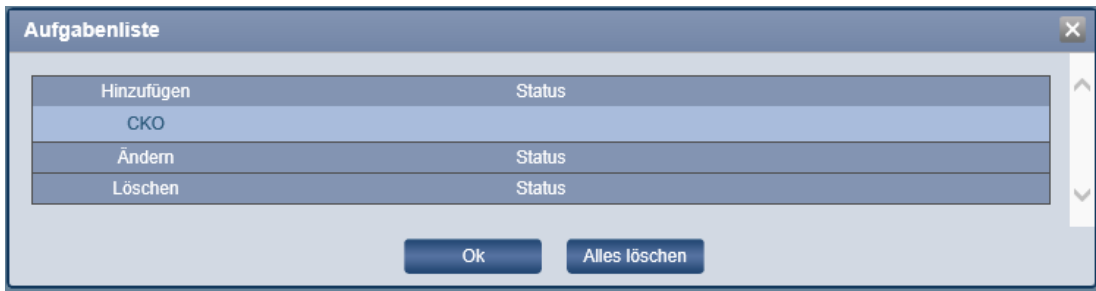 Aufgabenliste
Hinzufügen Status
CKO
Ändern Status
Löschen Status
Ok Alles löschen